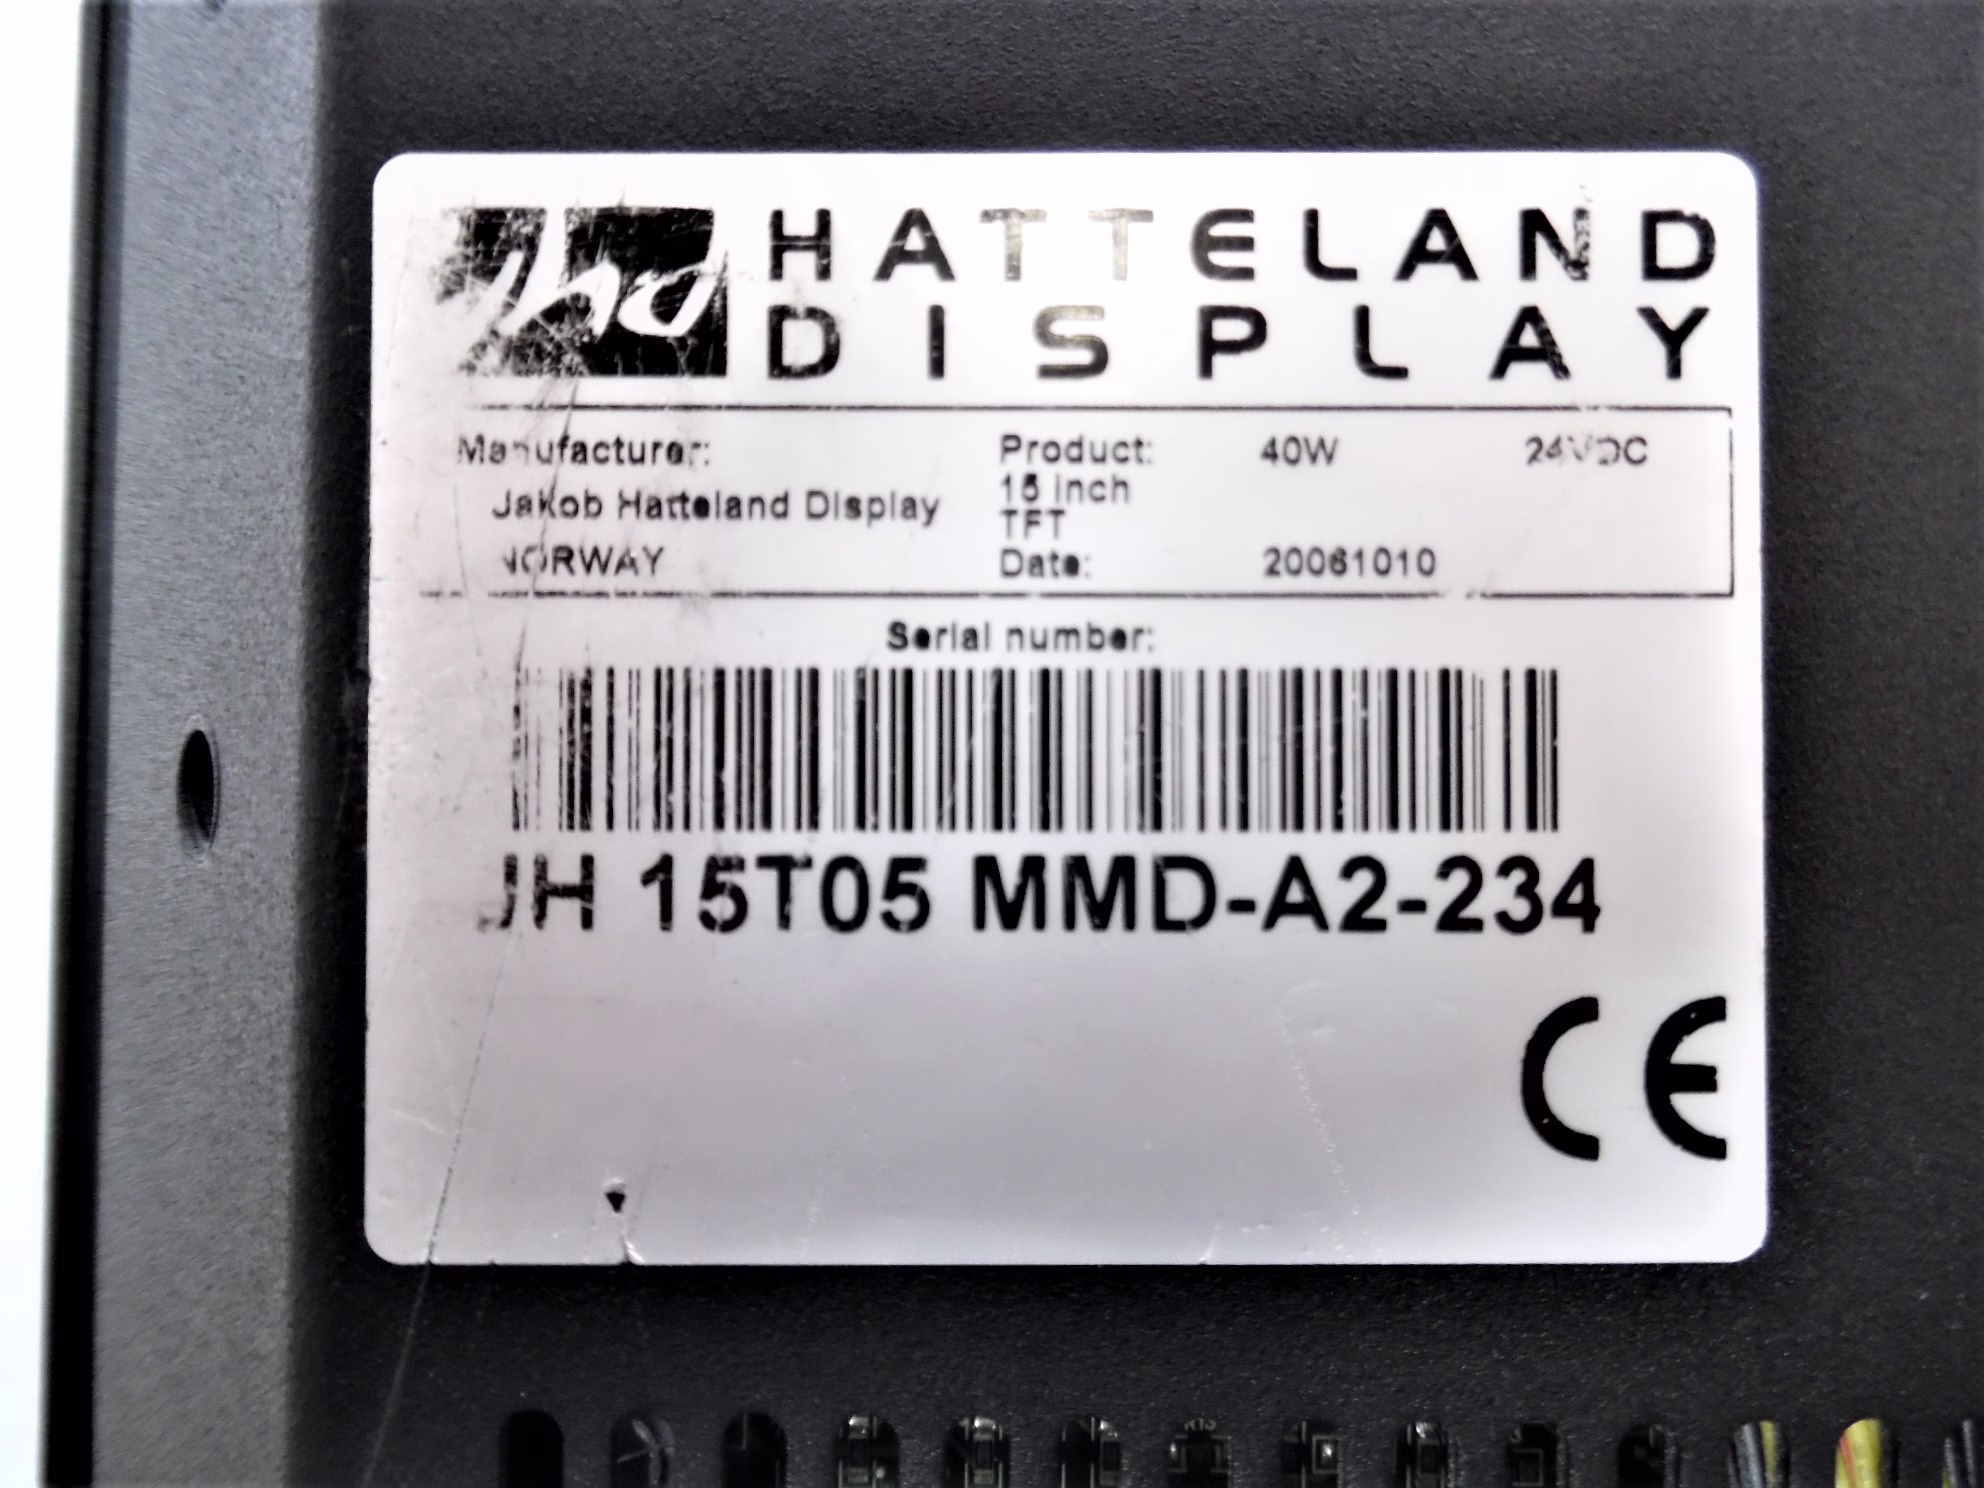 jhd
HATTELAND
DISPLAY
Manufacturer:
Jakob Hatteland Display
NORWAY
Product: 40W 24VDC
15 inch
TFT
Date: 20061010
Serial number:
JH 15T05 MMD-A2-234
CE